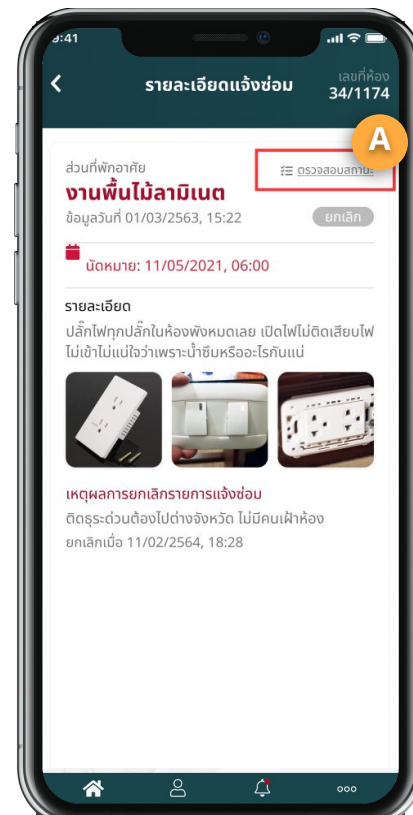 9:41
รายละเอียดแจ้งซ่อม
เลขที่ห้อง
34/1174
A
ส่วนที่พักอาศัย
ตรวจสอบสถานะ
งานพื้นไม้ลามิเนต
ข้อมูลวันที่ 01/03/2563, 15:22
ยกเลิก
นัดหมาย: 11/05/2021, 06:00
รายละเอียด
ปลั๊กไฟทุกปลั๊กในห้องพังหมดเลย เปิดไฟไม่ติดเสียบไฟ
ไม่เข้าไม่แน่ใจว่าเพราะน้ำซึมหรืออะไรกันแน่
เหตุผลการยกเลิกรายการแจ้งซ่อม
ติดธุระด่วนต้องไปต่างจังหวัด ไม่มีคนเฝ้าห้อง
ยกเลิกเมื่อ 11/02/2564, 18:28